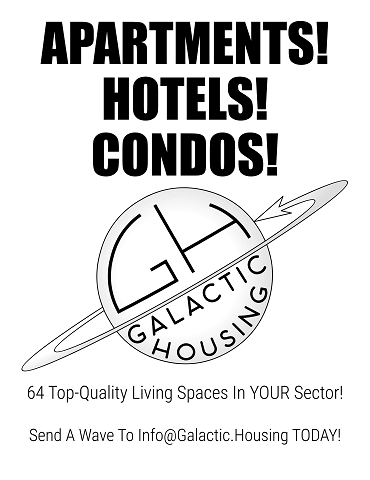 APARTMENTS!
HOTELS!
CONDOS!
GH
GALACTIC
HOUSING
64 Top-Quality Living Spaces In YOUR Sector!
Send A Wave To Info@Galactic.Housing TODAY!